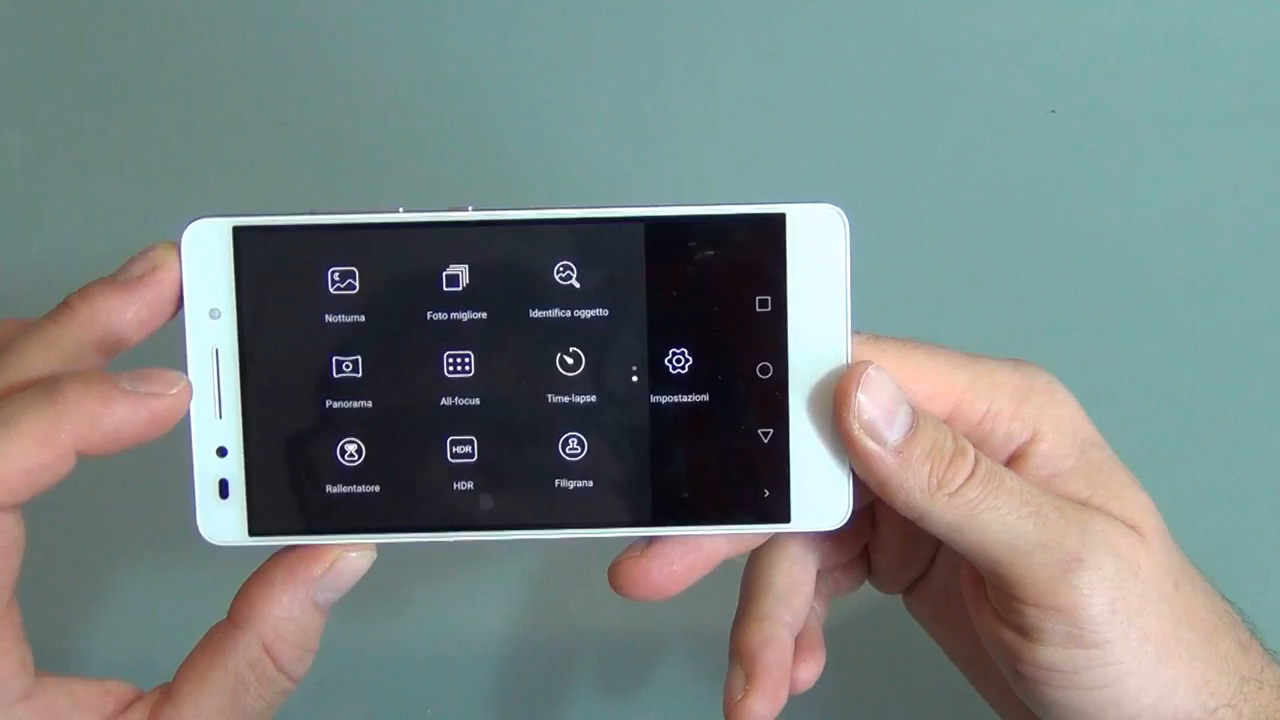 Notturna
Foto migliore
Identifica oggetto
Panorama
All-focus
Time-lapse
Impostazioni
Rallentatore
HDR
HDR
Filigrana